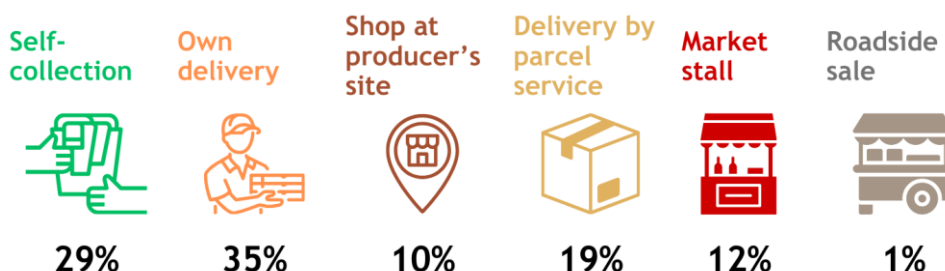 Self-
collection
Own
delivery
Shop at
producer's
site
Delivery by
parcel
service
Market
stall
Roadside
sale
29%
35%
10%
19%
12%
1%